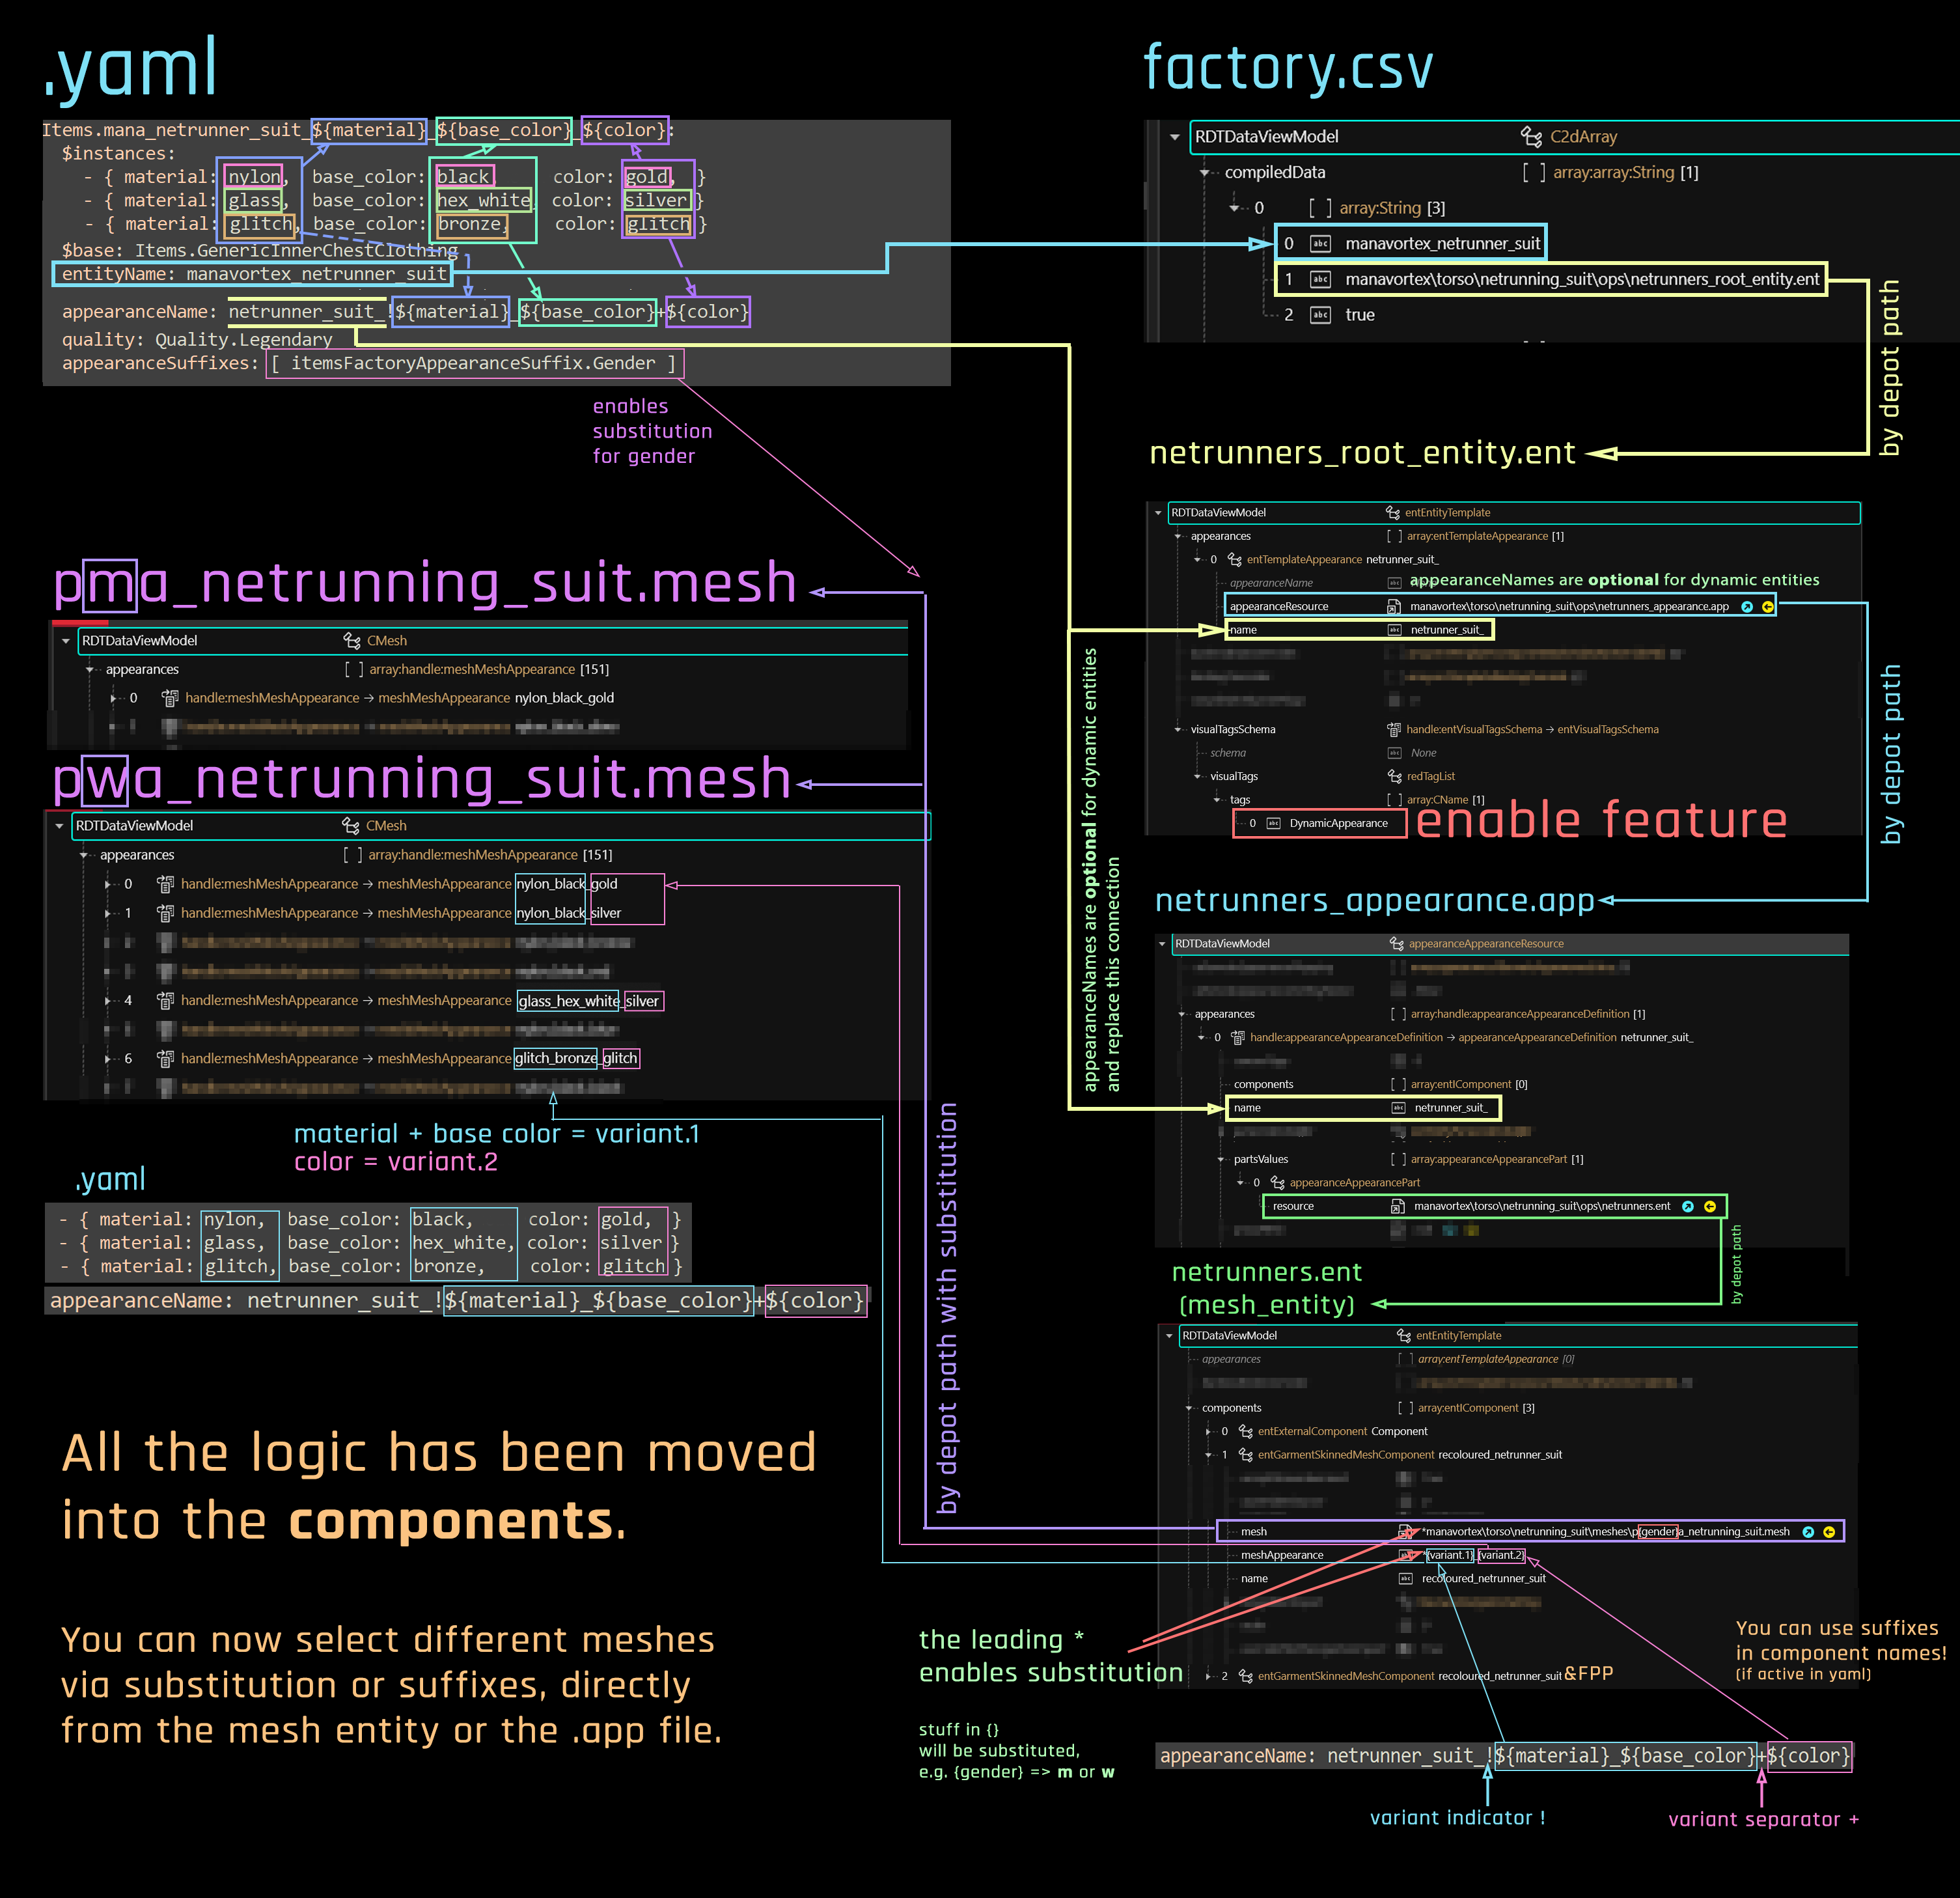 .yaml
Items.mana_netrunner_suit_${material}_${base_color}_${color}:
$instances:
- { material: nylon, base_color: black, color: gold, }
- { material: glass, base_color: hex_white, color: silver }
- { material: glitch, base_color: bronze, color: glitch }
$base: Items.GenericInnerChestClothing
entityName: manavortex_netrunner_suit
appearanceName: netrunner_suit_!${material}_${base_color}+${color}
quality: Quality.Legendary
appearanceSuffixes: [ itemsFactoryAppearanceSuffix.Gender ]
enables
substitution
for gender
factory.csv
RDTDataViewModel C2dArray
compiledData [ ] array:array:String [1]
0 [ ] array:String [3]
0 abc manavortex_netrunner_suit
1 abc manavortex\torso\netrunning_suit\ops\netrunners_root_entity.ent
2 abc true
by depot path
netrunners_root_entity.ent
RDTDataViewModel entEntityTemplate
appearances [ ] array:entTemplateAppearance [1]
0 entTemplateAppearance netrunner_suit_
appearanceName abc appearanceNames are optional for dynamic entities
appearanceResource manavortex\torso\netrunning_suit\ops\netrunners_appearance.app
name abc netrunner_suit_
visualTagsSchema handle:entVisualTagsSchema → entVisualTagsSchema
schema abc None
visualTags redTagList
tags [ ] array:CName [1]
0 abc DynamicAppearance
enable feature
by depot path
appearanceNames are optional for dynamic entities
and replace this connection
pma_netrunning_suit.mesh
RDTDataViewModel CMesh
appearances [ ] array:handle:meshMeshAppearance [151]
0 handle:meshMeshAppearance → meshMeshAppearance nylon_black_gold
pwa_netrunning_suit.mesh
RDTDataViewModel CMesh
appearances [ ] array:handle:meshMeshAppearance [151]
0 handle:meshMeshAppearance → meshMeshAppearance nylon_black_gold
1 handle:meshMeshAppearance → meshMeshAppearance nylon_black_silver
4 handle:meshMeshAppearance → meshMeshAppearance glass_hex_white_silver
6 handle:meshMeshAppearance → meshMeshAppearance glitch_bronze_glitch
material + base color = variant.1
color = variant.2
.yaml
- { material: nylon, base_color: black, color: gold, }
- { material: glass, base_color: hex_white, color: silver }
- { material: glitch, base_color: bronze, color: glitch }
appearanceName: netrunner_suit_!${material}_${base_color}+${color}
by depot path with substitution
netrunners_appearance.app
RDTDataViewModel appearanceAppearanceResource
appearances [ ] array:handle:appearanceAppearanceDefinition [1]
0 handle:appearanceAppearanceDefinition → appearanceAppearanceDefinition netrunner_suit_
components [ ] array:entIComponent [0]
name abc netrunner_suit_
partsValues [ ] array:appearanceAppearancePart [1]
0 appearanceAppearancePart
resource manavortex\torso\netrunning_suit\ops\netrunners.ent
by depot path
netrunners.ent
(mesh_entity)
RDTDataViewModel entEntityTemplate
appearances [ ] array:entTemplateAppearance [0]
components [ ] array:entIComponent [3]
0 entExternalComponent Component
1 entGarmentSkinnedMeshComponent recoloured_netrunner_suit
mesh *manavortex\torso\netrunning_suit\meshes\p{gender}a_netrunning_suit.mesh
meshAppearance abc *{variant.1}_{variant.2}
name abc recoloured_netrunner_suit
2 entGarmentSkinnedMeshComponent recoloured_netrunner_suit &FPP
All the logic has been moved
into the components.
You can now select different meshes
via substitution or suffixes, directly
from the mesh entity or the .app file.
the leading *
enables substitution
stuff in {}
will be substituted,
e.g. {gender} => m or w
You can use suffixes
in component names!
(if active in yaml)
appearanceName: netrunner_suit_!${material}_${base_color}+${color}
variant indicator !
variant separator +